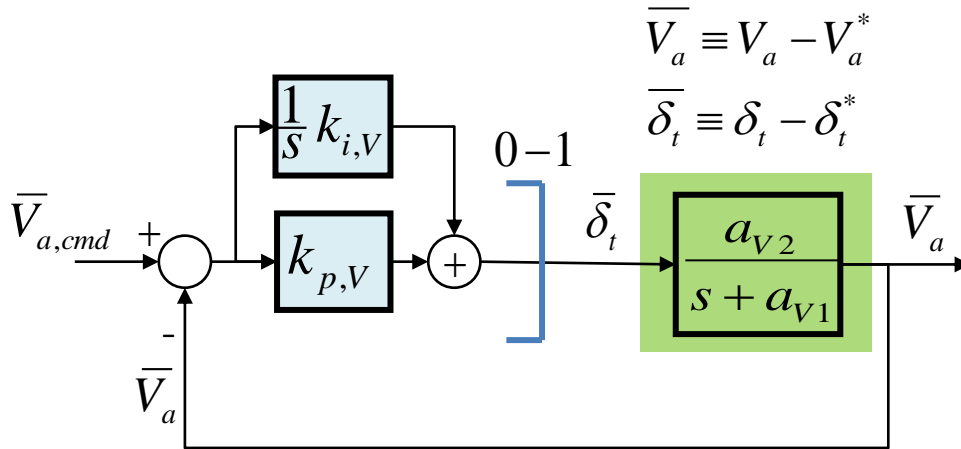 V̅_a ≡ V_a − V_a^*
δ̅_t ≡ δ_t − δ_t^*
1/s k_{i,V}
0−1
V̅_{a,cmd}
+
k_{p,V}
+
δ̅_t
a_{V2}/(s + a_{V1})
V̅_a
-
V̅_a